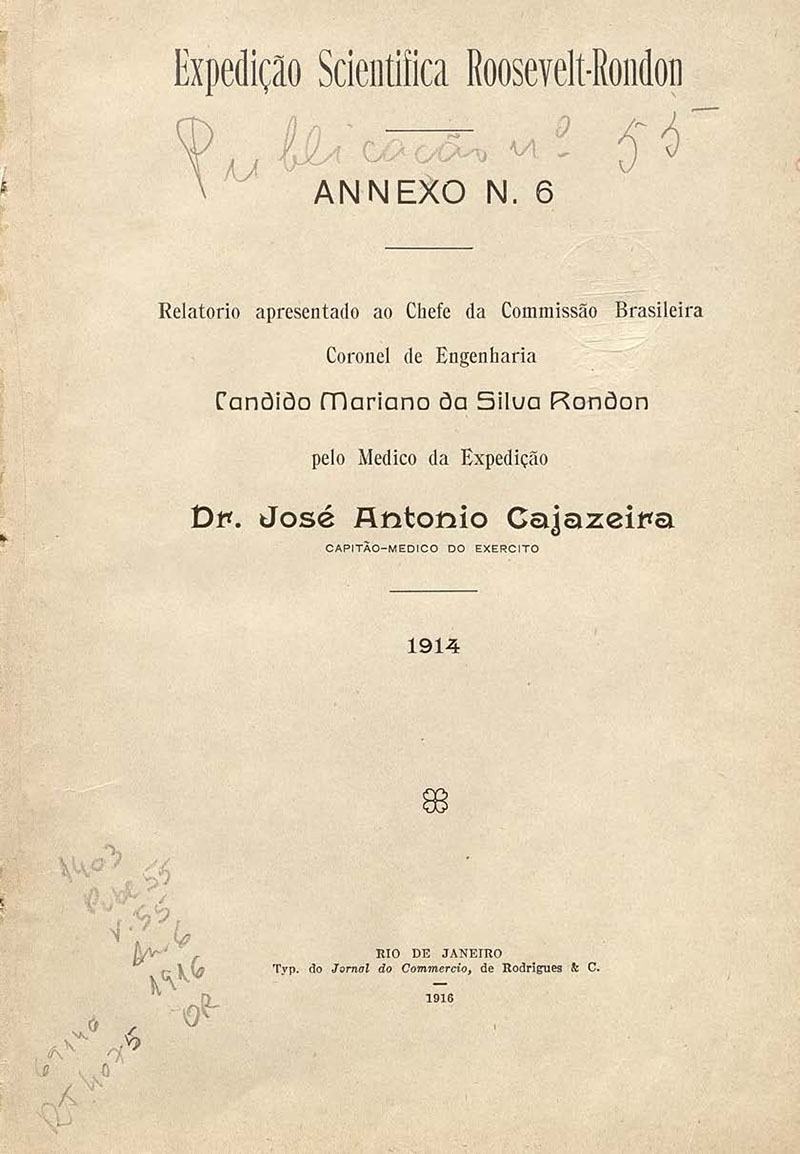 Expedição Scientifica Roosevelt-Rondon
Publicação nº 55
ANNEXO N. 6
Relatorio apresentado ao Chefe da Commissão Brasileira
Coronel de Engenharia
Candido Mariano da Silva Rondon
pelo Medico da Expedição
Dr. José Antonio Cajazeira
CAPITÃO-MEDICO DO EXERCITO
1914
1403
Publ 55
v.55
An. 6
1916
OR
RIO DE JANEIRO
Typ. do Jornal do Commercio, de Rodrigues & C.
1916